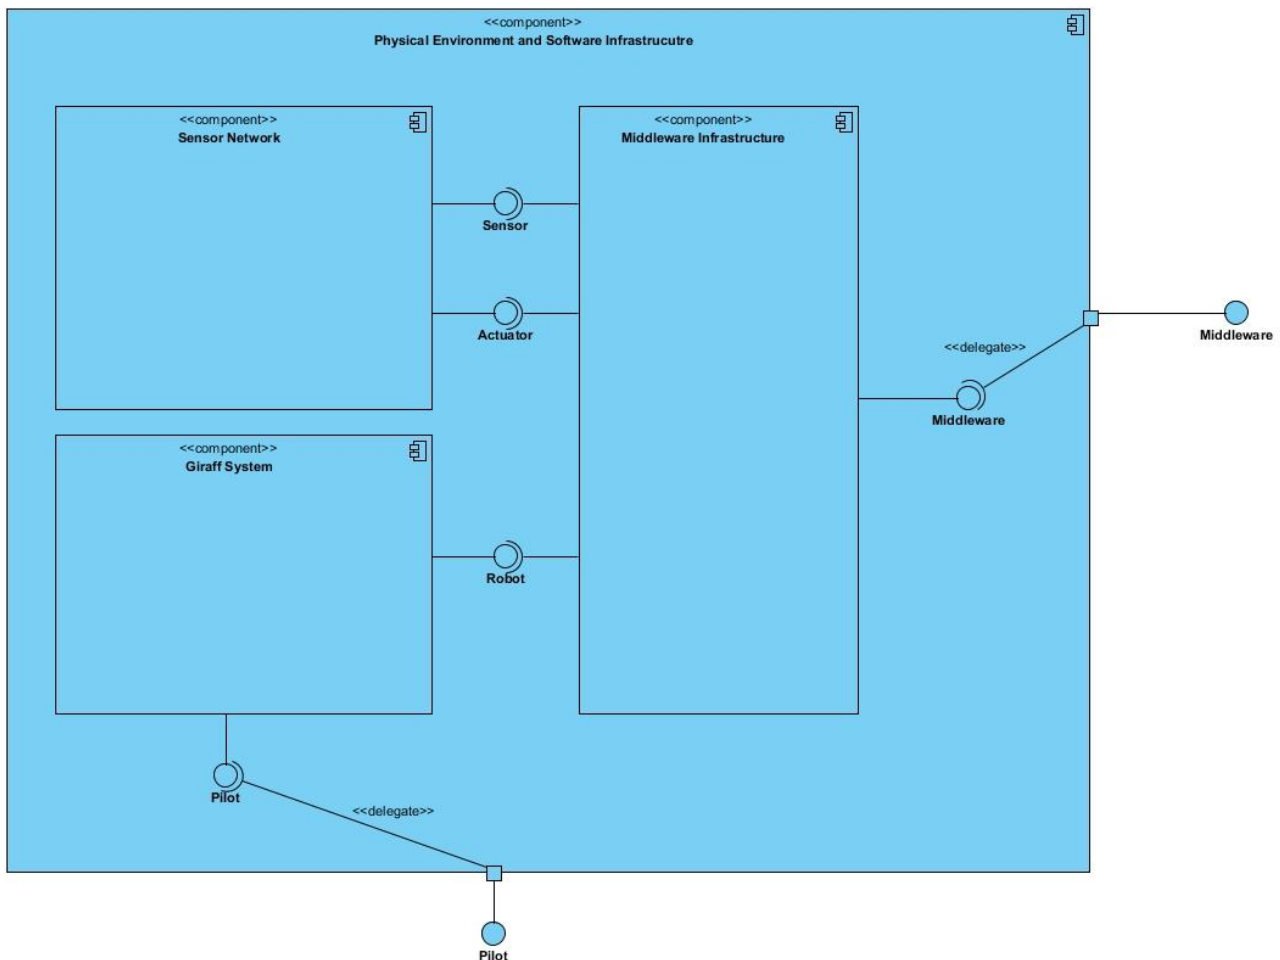 <<component>>
Physical Environment and Software Infrastrucutre
<<component>>
Sensor Network
<<component>>
Middleware Infrastructure
Sensor
Actuator
Middleware
<<delegate>>
Middleware
<<component>>
Giraff System
Robot
Pilot
<<delegate>>
Pilot